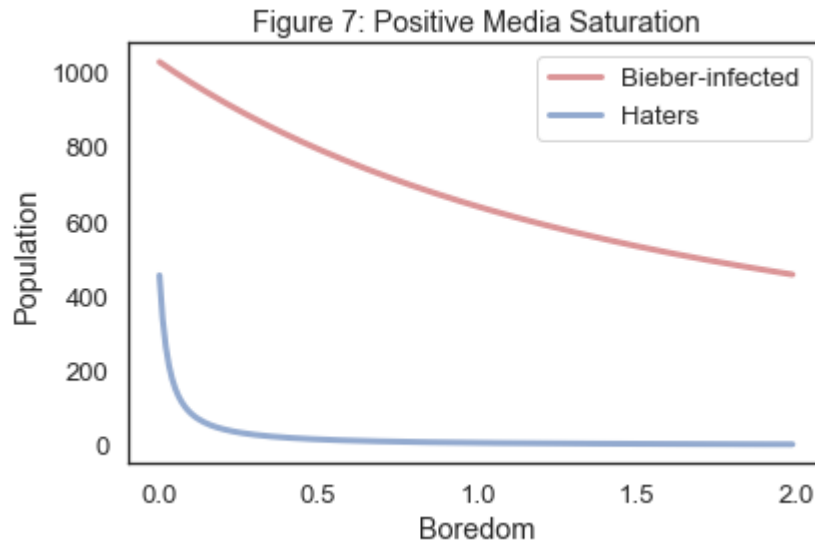 Figure 7: Positive Media Saturation
Bieber-infected
Haters
Population
1000
800
600
400
200
0
0.0 0.5 1.0 1.5 2.0
Boredom